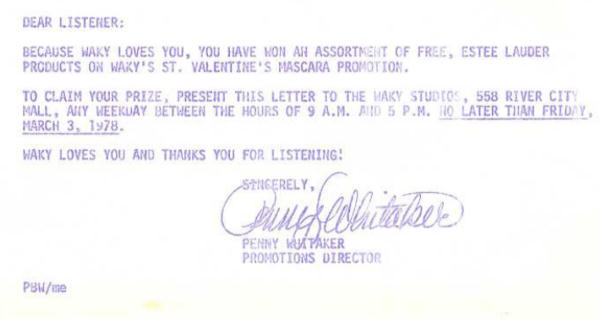 DEAR LISTENER:
BECAUSE WAKY LOVES YOU, YOU HAVE WON AN ASSORTMENT OF FREE, ESTEE LAUDER
PRODUCTS ON WAKY'S ST. VALENTINE'S MASCARA PROMOTION.
TO CLAIM YOUR PRIZE, PRESENT THIS LETTER TO THE WAKY STUDIOS, 558 RIVER CITY
MALL, ANY WEEKDAY BETWEEN THE HOURS OF 9 A.M. AND 5 P.M. NO LATER THAN FRIDAY,
MARCH 3, 1978.
WAKY LOVES YOU AND THANKS YOU FOR LISTENING!
SINCERELY,
Penny Whitaker
PENNY WHITAKER
PROMOTIONS DIRECTOR
PBW/me